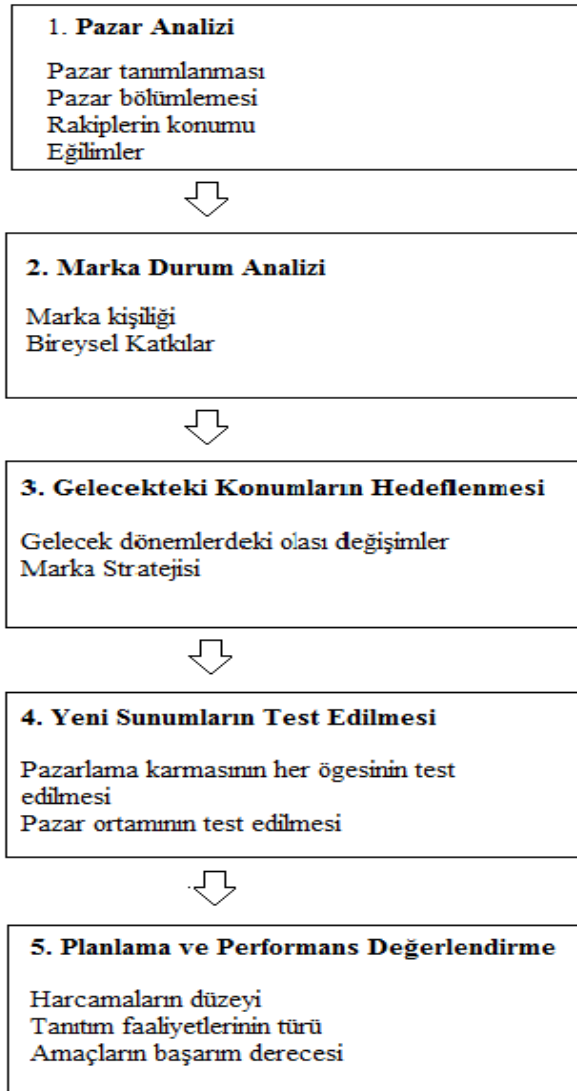 1. Pazar Analizi
Pazar tanımlanması
Pazar bölümlemesi
Rakiplerin konumu
Eğilimler
2. Marka Durum Analizi
Marka kişiliği
Bireysel Katkılar
3. Gelecekteki Konumların Hedeflenmesi
Gelecek dönemlerdeki olası değişimler
Marka Stratejisi
4. Yeni Sunumların Test Edilmesi
Pazarlama karmasının her ögesinin test
edilmesi
Pazar ortamının test edilmesi
5. Planlama ve Performans Değerlendirme
Harcamaların düzeyi
Tanıtım faaliyetlerinin türü
Amaçların başarım derecesi